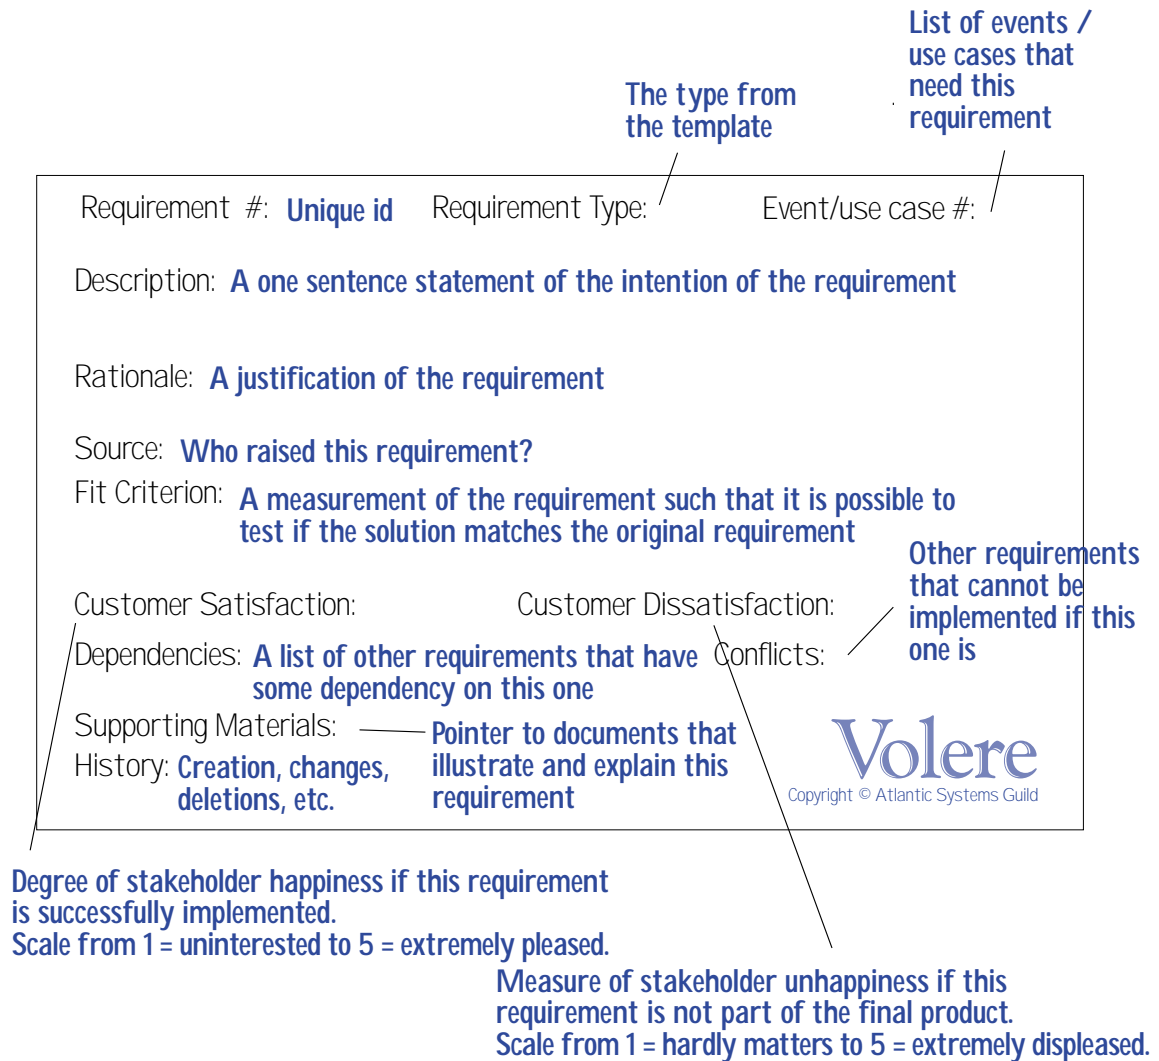 List of events /
use cases that
need this
requirement
The type from
the template
Requirement #: Unique id Requirement Type: Event/use case #:
Description: A one sentence statement of the intention of the requirement
Rationale: A justification of the requirement
Source: Who raised this requirement?
Fit Criterion: A measurement of the requirement such that it is possible to
test if the solution matches the original requirement
Other requirements
that cannot be
implemented if this
one is
Customer Satisfaction: Customer Dissatisfaction:
Dependencies: A list of other requirements that have
some dependency on this one
Conflicts:
Supporting Materials: Pointer to documents that
illustrate and explain this
requirement
History: Creation, changes,
deletions, etc.
Volere
Copyright © Atlantic Systems Guild
Degree of stakeholder happiness if this requirement
is successfully implemented.
Scale from 1 = uninterested to 5 = extremely pleased.
Measure of stakeholder unhappiness if this
requirement is not part of the final product.
Scale from 1 = hardly matters to 5 = extremely displeased.